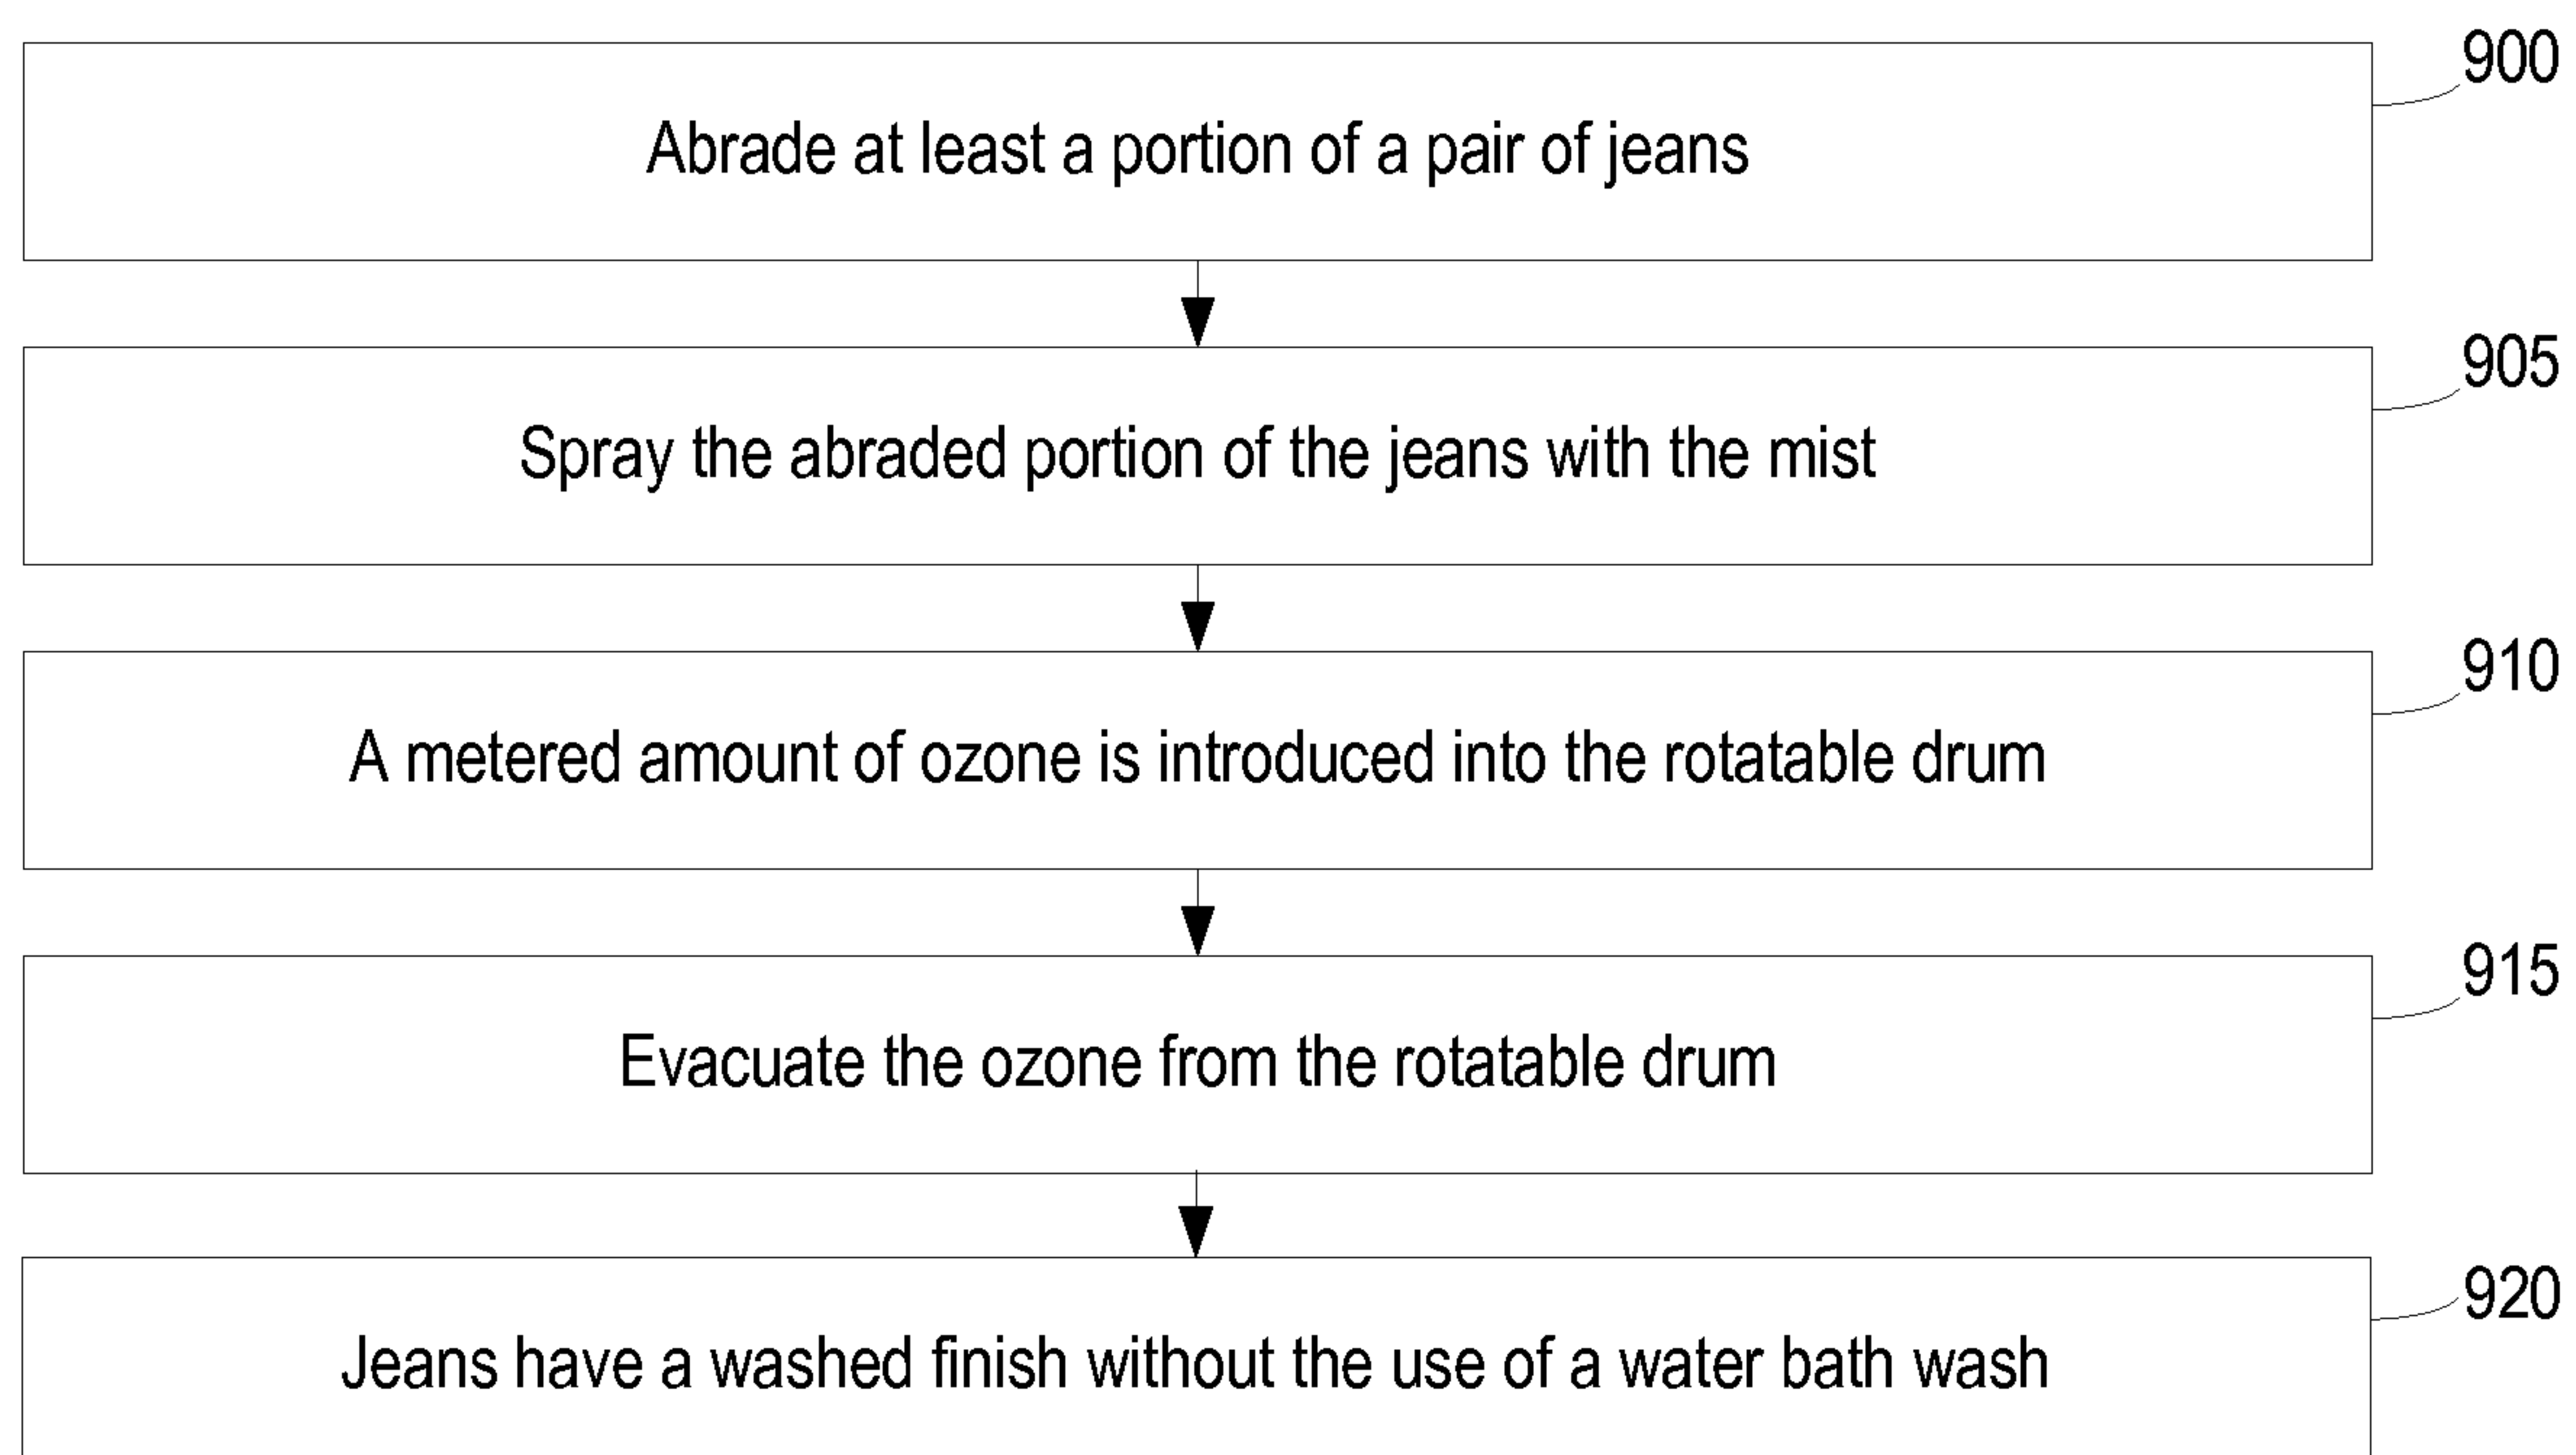 900
Abrade at least a portion of a pair of jeans
905
Spray the abraded portion of the jeans with the mist
910
A metered amount of ozone is introduced into the rotatable drum
915
Evacuate the ozone from the rotatable drum
920
Jeans have a washed finish without the use of a water bath wash